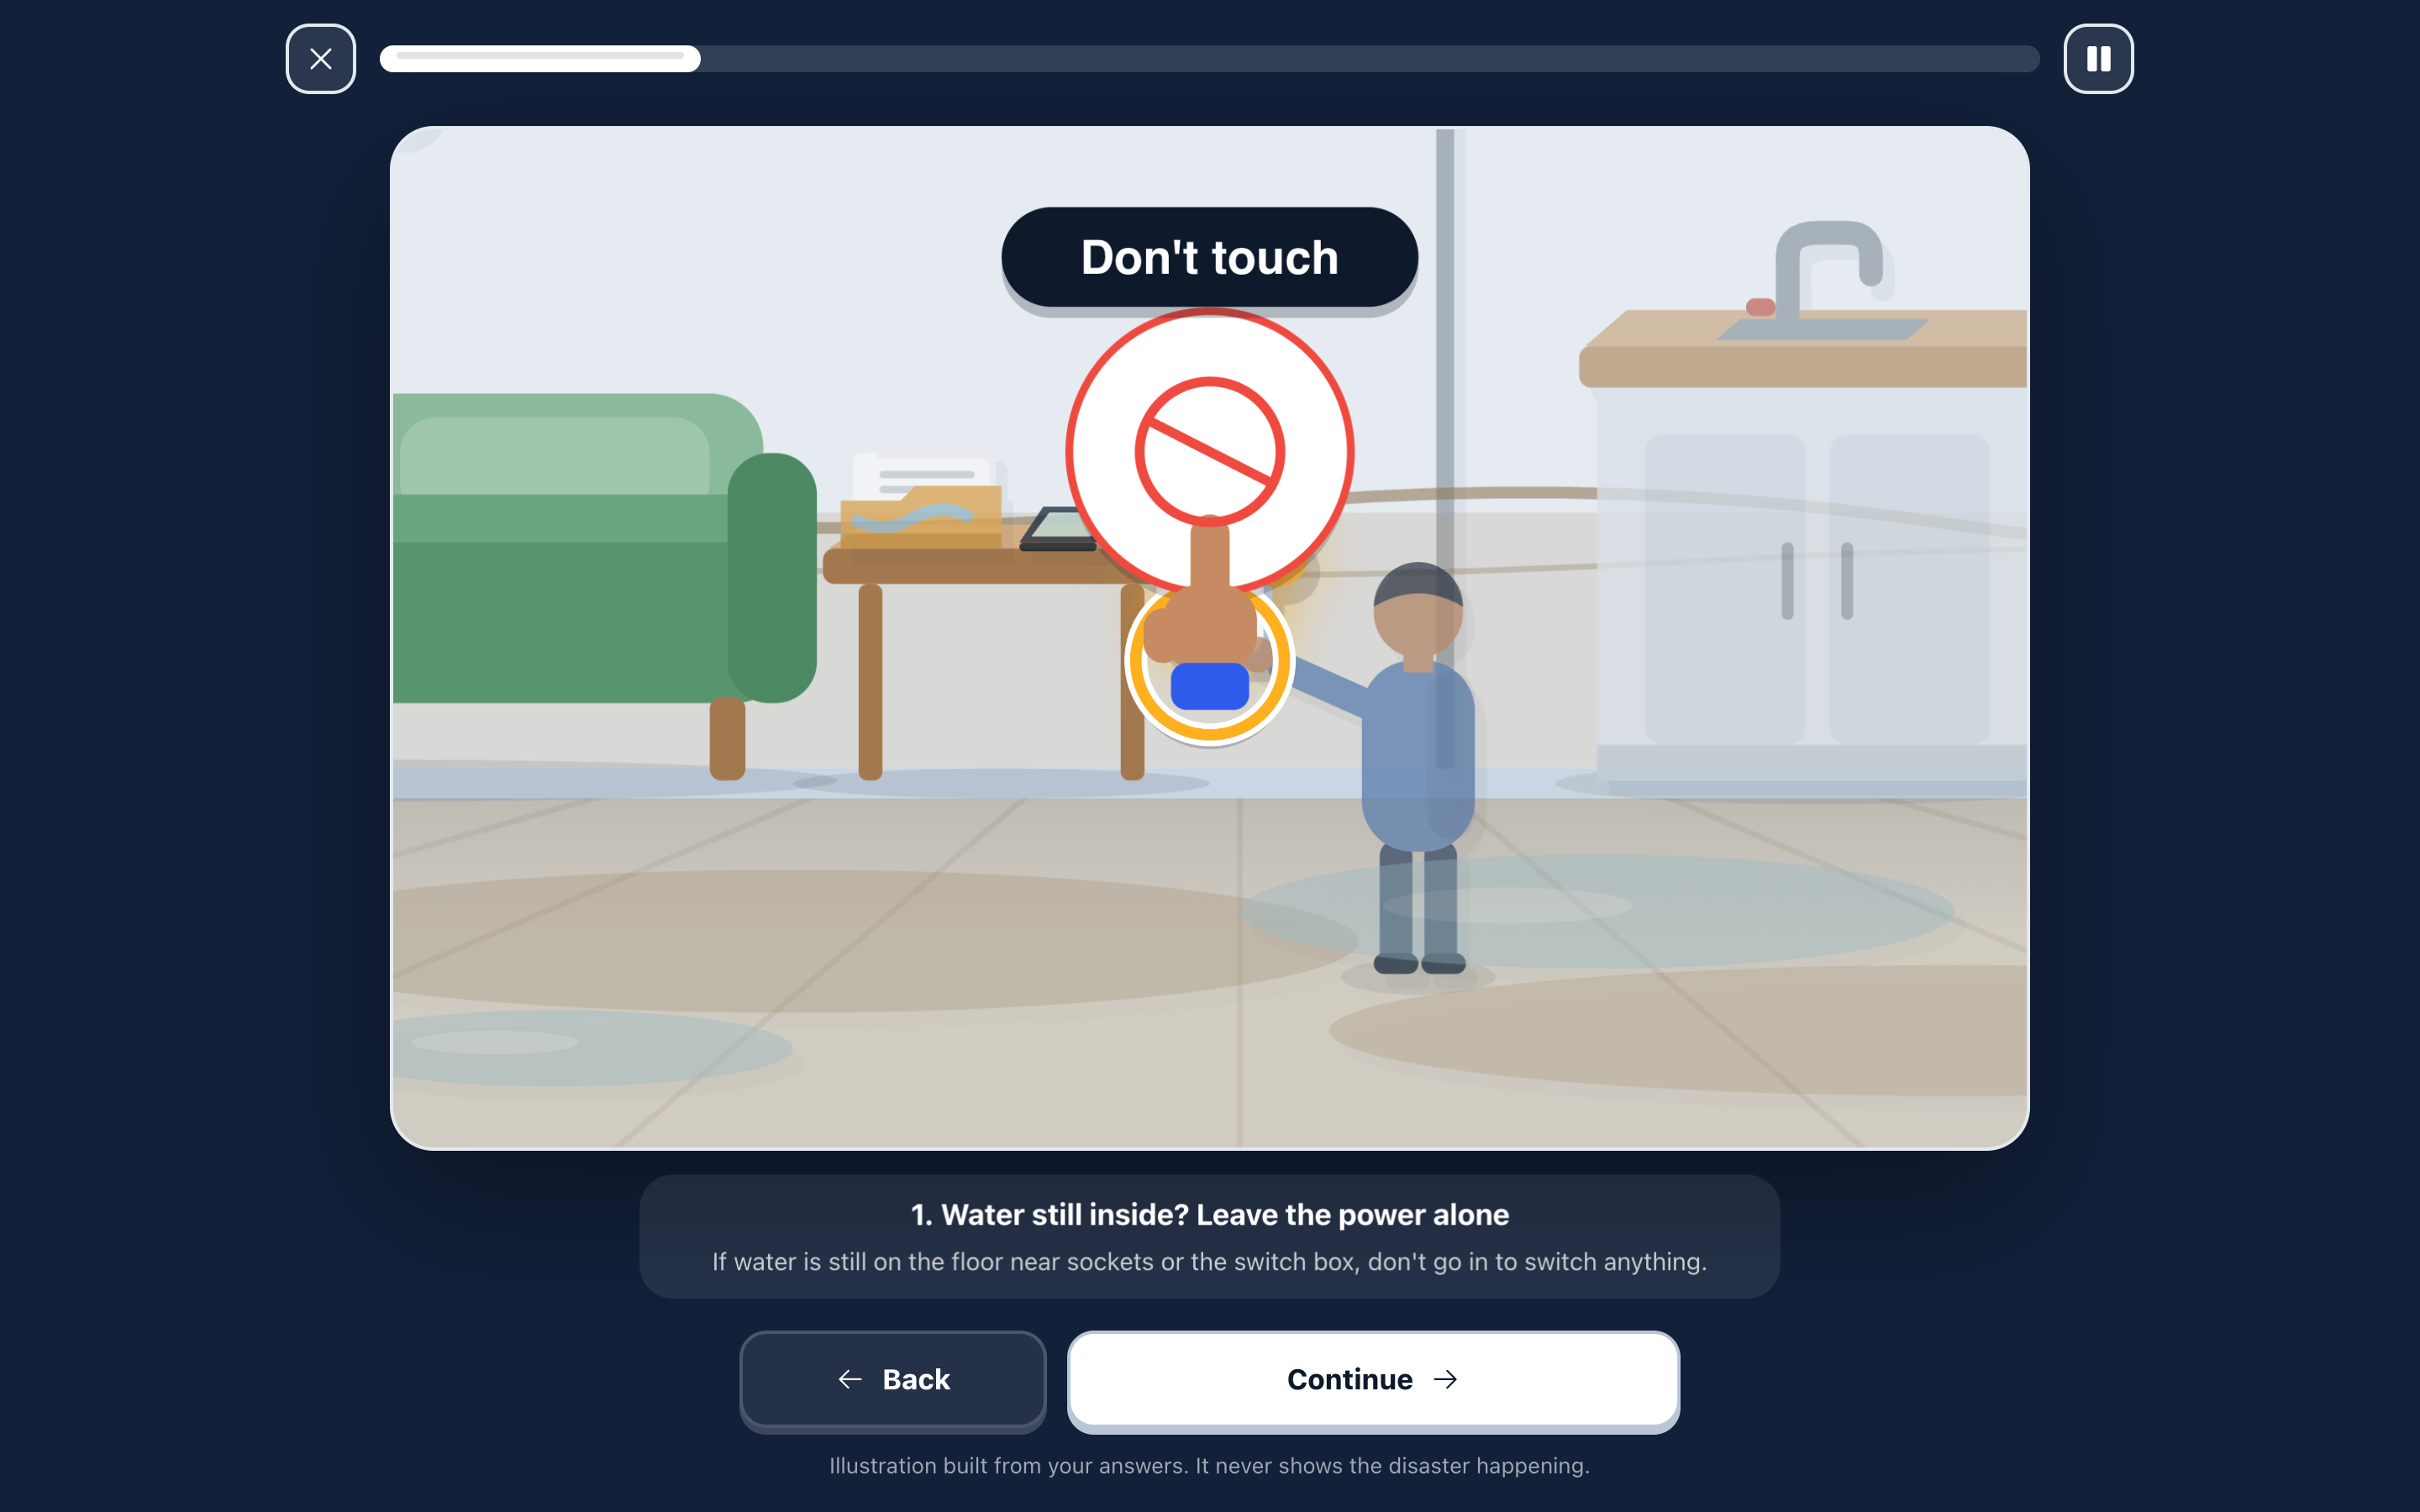 Don't touch
1. Water still inside? Leave the power alone
If water is still on the floor near sockets or the switch box, don't go in to switch anything.
Back
Continue
Illustration built from your answers. It never shows the disaster happening.